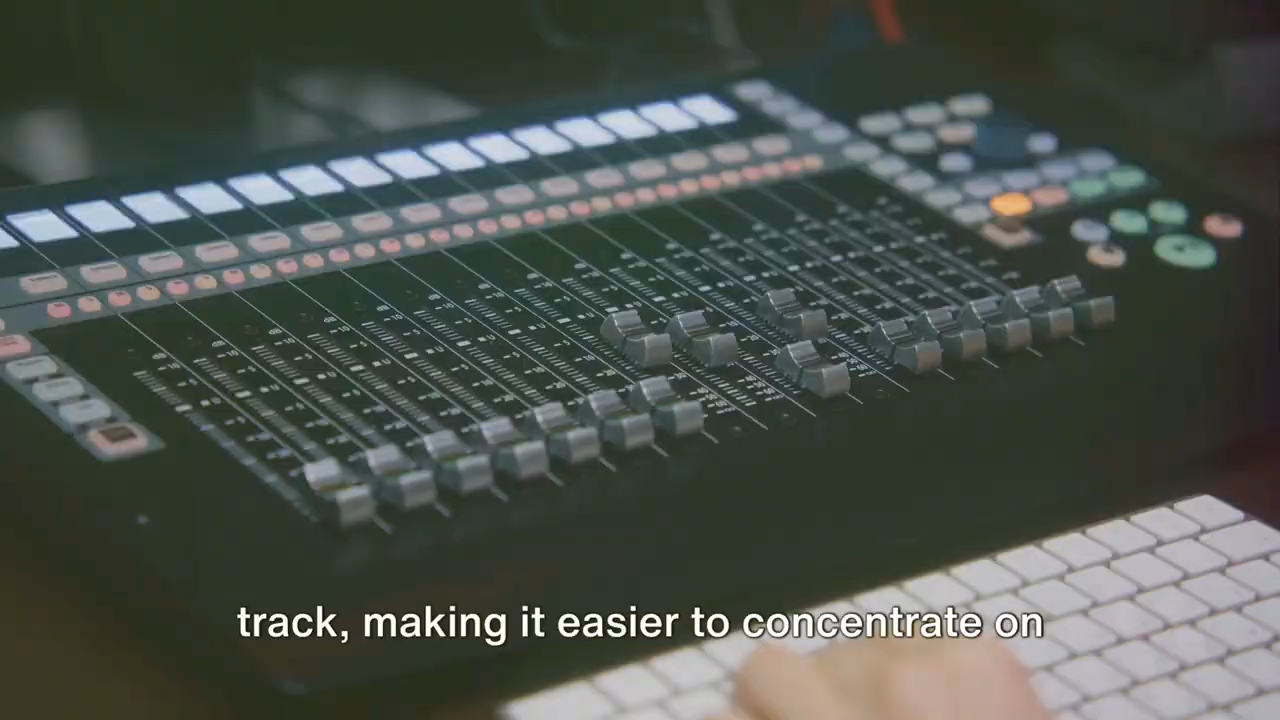 track, making it easier to concentrate on